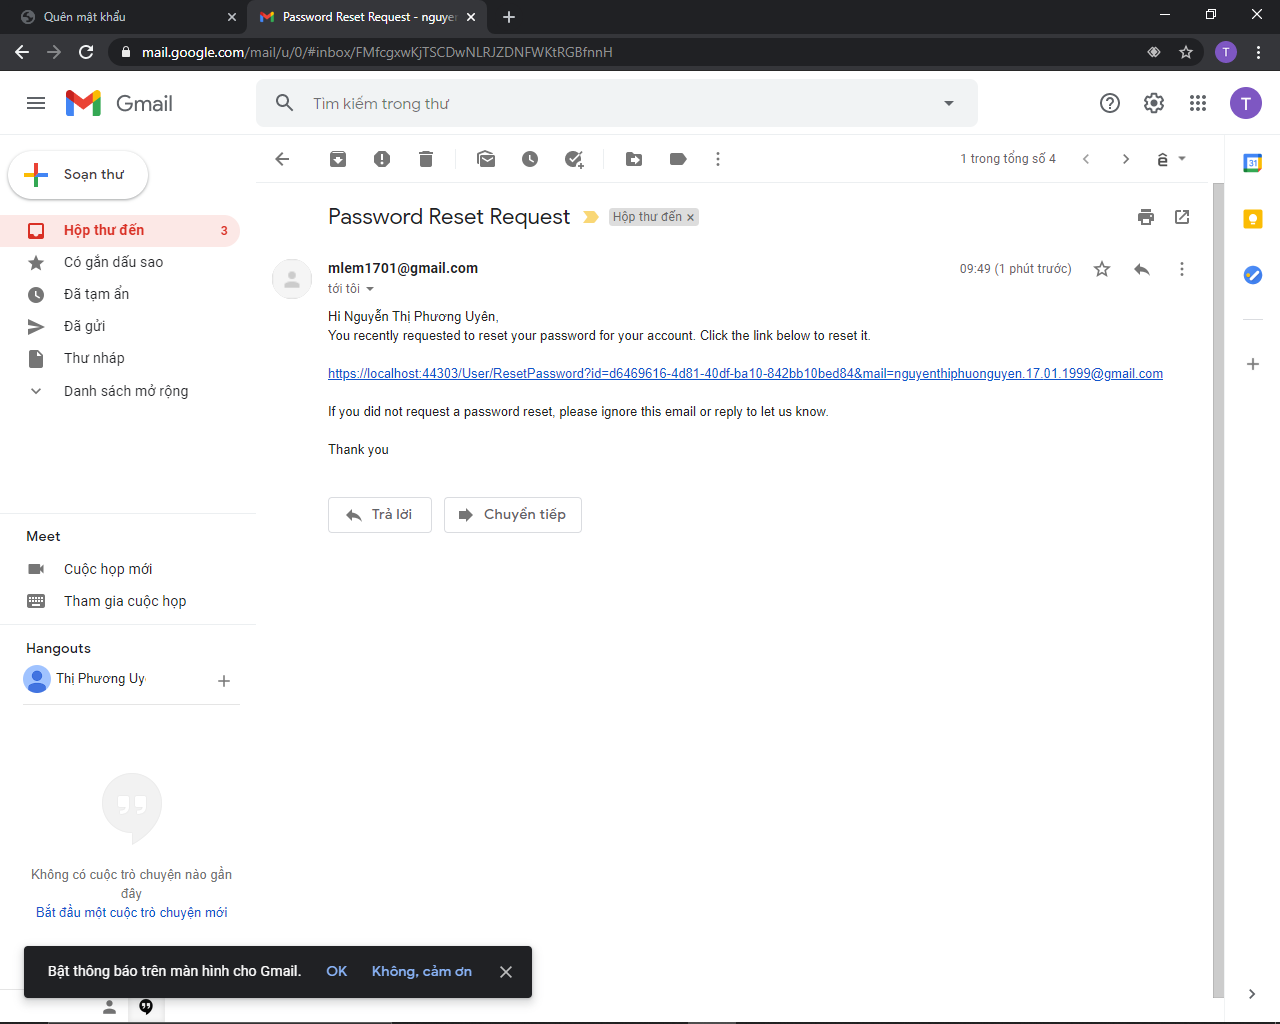 Quên mật khẩu
Password Reset Request - nguyen
mail.google.com/mail/u/0/#inbox/FMfcgxwKjTSCDwNLRJZDNFWKtRGBfnnH
T
Gmail
Tìm kiếm trong thư
T
Soạn thư
1 trong tổng số 4
ê
31
Hộp thư đến 3
Có gắn dấu sao
Đã tạm ẩn
Đã gửi
Thư nháp
Danh sách mở rộng
Password Reset Request
Hộp thư đến ×
mlem1701@gmail.com
09:49 (1 phút trước)
tới tôi
Hi Nguyễn Thị Phương Uyên,
You recently requested to reset your password for your account. Click the link below to reset it.
https://localhost:44303/User/ResetPassword?id=d6469616-4d81-40df-ba10-842bb10bed84&mail=nguyenthiphuonguyen.17.01.1999@gmail.com
If you did not request a password reset, please ignore this email or reply to let us know.
Thank you
Trả lời
Chuyển tiếp
Meet
Cuộc họp mới
Tham gia cuộc họp
Hangouts
Thị Phương Uy
Không có cuộc trò chuyện nào gần
đây
Bắt đầu một cuộc trò chuyện mới
Bật thông báo trên màn hình cho Gmail. OK Không, cảm ơn